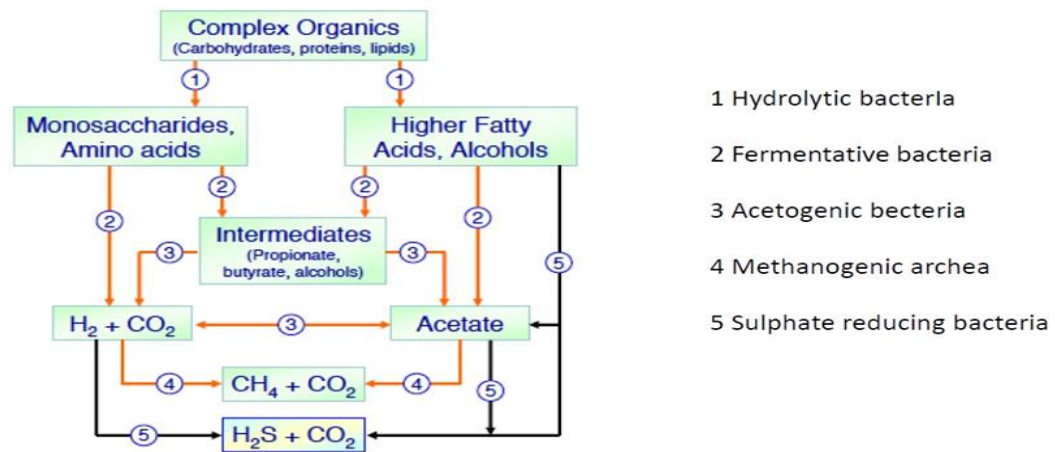 Complex Organics
(Carbohydrates, proteins, lipids)
1
1
Monosaccharides,
Amino acids
Higher Fatty
Acids, Alcohols
2
2
2
2
Intermediates
(Propionate,
butyrate, alcohols)
3
3
5
H₂ + CO₂
3
Acetate
4
CH₄ + CO₂
4
5
5
H₂S + CO₂
1 Hydrolytic bacterIa
2 Fermentative bacteria
3 Acetogenic becteria
4 Methanogenic archea
5 Sulphate reducing bacteria